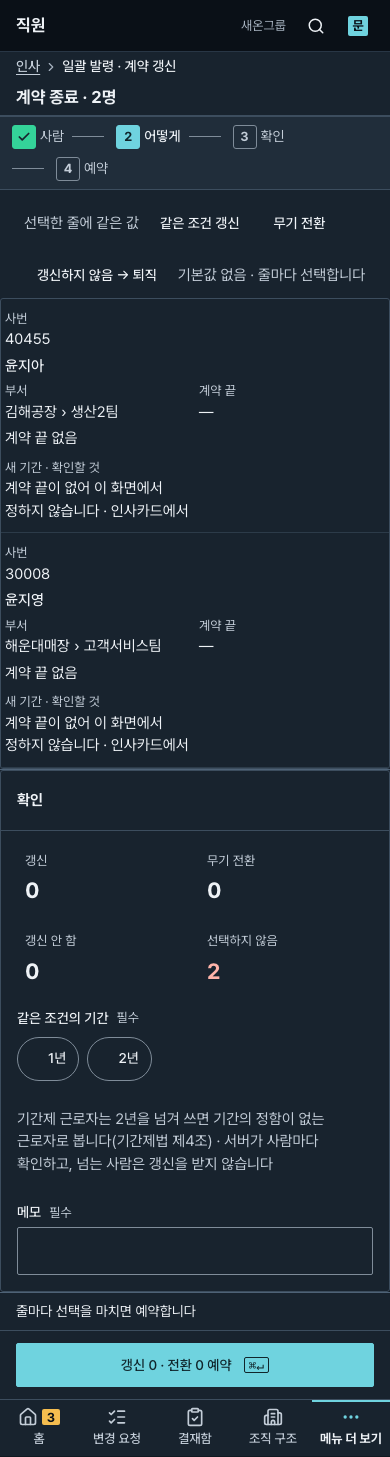 직원
새온그룹
문
인사 > 일괄 발령 · 계약 갱신
계약 종료 · 2명
사람
2 어떻게
3 확인
4 예약
선택한 줄에 같은 값
같은 조건 갱신
무기 전환
갱신하지 않음 → 퇴직
기본값 없음 · 줄마다 선택합니다
사번
40455
윤지아
부서
계약 끝
김해공장 › 생산2팀
—
계약 끝 없음
새 기간 · 확인할 것
계약 끝이 없어 이 화면에서
정하지 않습니다 · 인사카드에서
사번
30008
윤지영
부서
계약 끝
해운대매장 › 고객서비스팀
—
계약 끝 없음
새 기간 · 확인할 것
계약 끝이 없어 이 화면에서
정하지 않습니다 · 인사카드에서
확인
갱신
무기 전환
0
0
갱신 안 함
선택하지 않음
0
2
같은 조건의 기간 필수
1년
2년
기간제 근로자는 2년을 넘겨 쓰면 기간의 정함이 없는
근로자로 봅니다(기간제법 제4조) · 서버가 사람마다
확인하고, 넘는 사람은 갱신을 받지 않습니다
메모 필수
줄마다 선택을 마치면 예약합니다
갱신 0 · 전환 0 예약 ⌘↵
3
홈
변경 요청
결재함
조직 구조
메뉴 더 보기